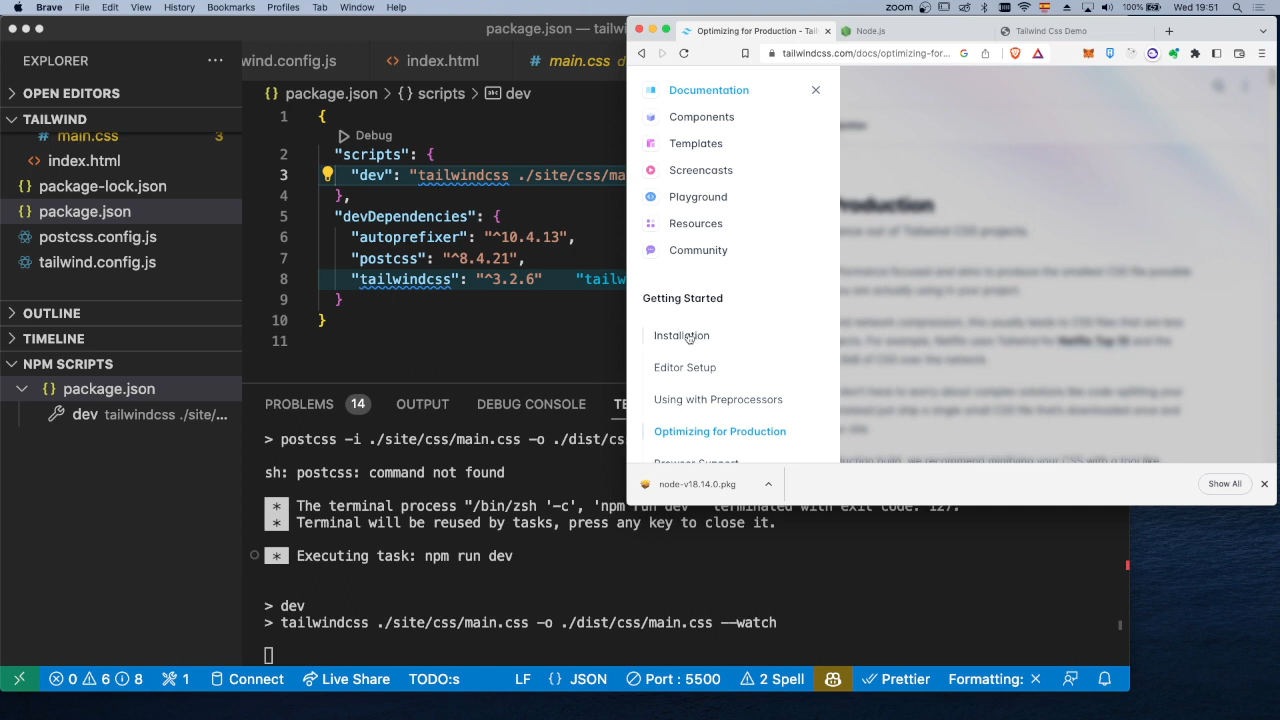 Brave File Edit View History Bookmarks Profiles Tab Window Help
zoom 100% Wed 19:51
package.json — tailwi
EXPLORER
OPEN EDITORS
TAILWIND
# main.css 3
index.html
package-lock.json
package.json
postcss.config.js
tailwind.config.js
OUTLINE
TIMELINE
NPM SCRIPTS
package.json
dev tailwindcss ./site/...
wind.config.js
index.html
# main.css
package.json > {} scripts > abc dev
1 {
Debug
2 "scripts": {
3 "dev": "tailwindcss ./site/css/ma
4 },
5 "devDependencies": {
6 "autoprefixer": "^10.4.13",
7 "postcss": "^8.4.21",
8 "tailwindcss": "^3.2.6" "tailw
9 }
10 }
11
PROBLEMS 14 OUTPUT DEBUG CONSOLE TE
> postcss -i ./site/css/main.css -o ./dist/cs
sh: postcss: command not found
* The terminal process "/bin/zsh '-c', 'npm run dev'" terminated with exit code: 127.
* Terminal will be reused by tasks, press any key to close it.
* Executing task: npm run dev
> dev
> tailwindcss ./site/css/main.css -o ./dist/css/main.css --watch
0 6 8 1 Connect Live Share TODO:s LF {} JSON Port : 5500 2 Spell Prettier Formatting: ×
Optimizing for Production - Tail
Node.js
Tailwind Css Demo
tailwindcss.com/docs/optimizing-for...
Documentation
Components
Templates
Screencasts
Playground
Resources
Community
Getting Started
Installation
Editor Setup
Using with Preprocessors
Optimizing for Production
Browser Support
node-v18.14.0.pkg
Show All